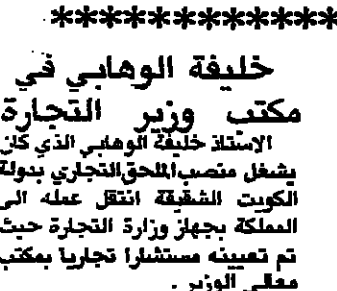 ************
خليفة الوهابي في
مكتب وزير التجارة
الاستاذ خليفة الوهابي الذي كان
يشغل منصب الملحق التجاري بدولة
الكويت الشقيقة انتقل عمله الى
المملكة بجهاز وزارة التجارة حيث
تم تعيينه مستشارا تجاريا بمكتب
معالي الوزير .